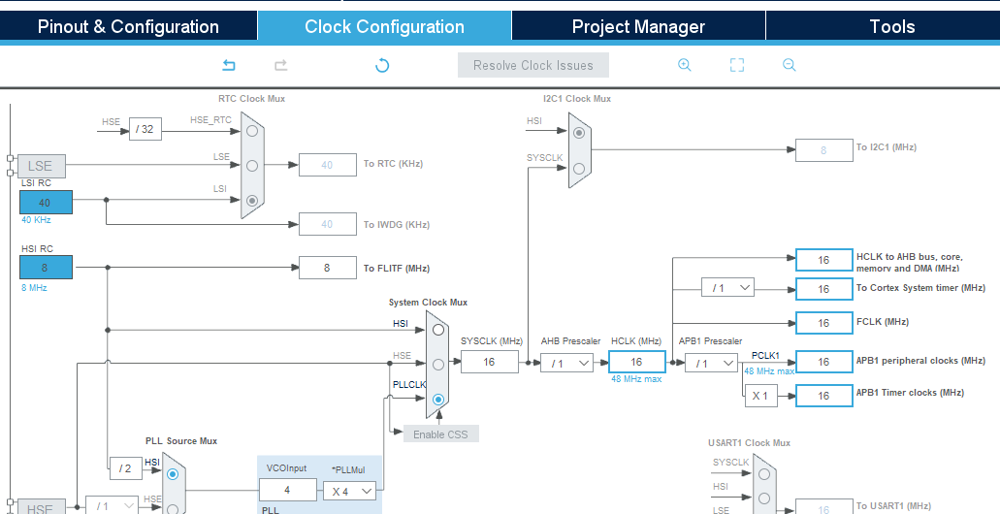 Pinout & Configuration
Clock Configuration
Project Manager
Tools
Resolve Clock Issues
RTC Clock Mux
I2C1 Clock Mux
HSE
/ 32
HSE_RTC
HSI
8
To I2C1 (MHz)
LSE
LSE
40
To RTC (KHz)
SYSCLK
LSI RC
40
40 KHz
LSI
40
To IWDG (KHz)
HSI RC
8
8 MHz
8
To FLITF (MHz)
16
HCLK to AHB bus, core,
memory and DMA (MHz)
/ 1
16
To Cortex System timer (MHz)
System Clock Mux
HSI
16
FCLK (MHz)
SYSCLK (MHz)
AHB Prescaler
HCLK (MHz)
APB1 Prescaler
HSE
16
/ 1
16
48 MHz max
/ 1
PCLK1
48 MHz max
16
APB1 peripheral clocks (MHz)
PLLCLK
X 1
16
APB1 Timer clocks (MHz)
Enable CSS
PLL Source Mux
USART1 Clock Mux
/ 2
HSI
VCOInput
*PLLMul
4
X 4
PLL
SYSCLK
HSI
LSE
16
To USART1 (MHz)
HSE
/ 1
HSE